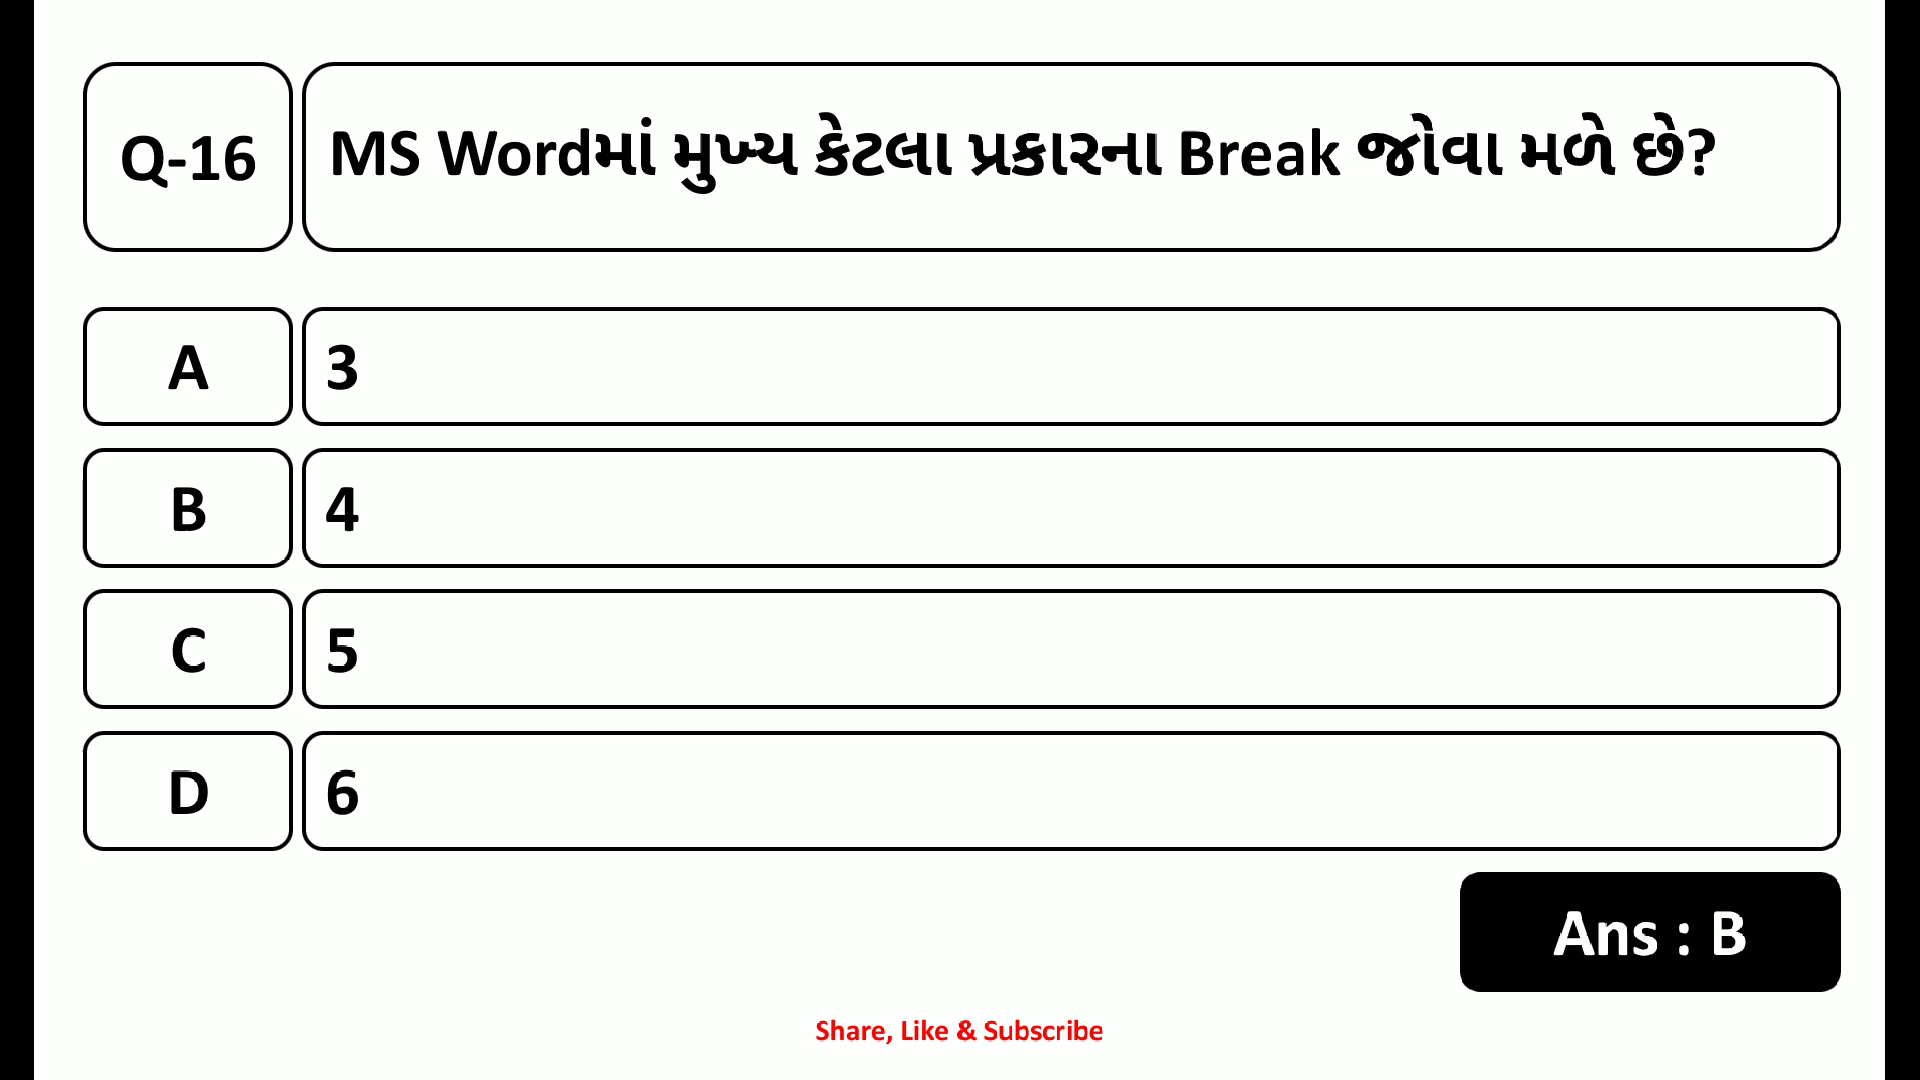 Q-16
MS Wordમાં મુખ્ય કેટલા પ્રકારના Break જોવા મળે છે?
A
3
B
4
C
5
D
6
Ans : B
Share, Like & Subscribe